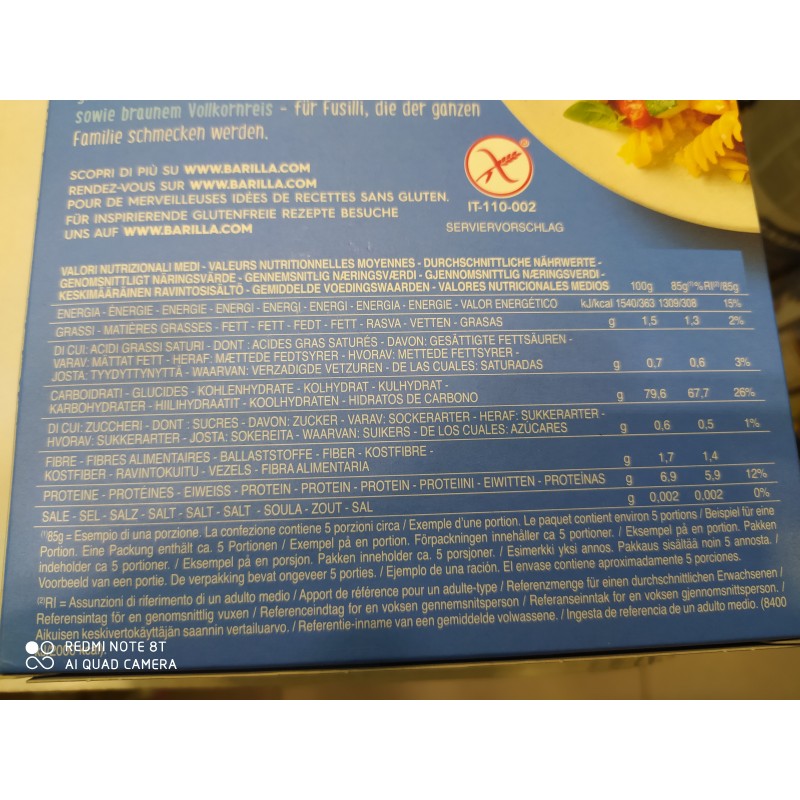 sowie braunem Vollkornreis – für Fusilli, die der ganzen
Familie schmecken werden.
SCOPRI DI PIÙ SU WWW.BARILLA.COM
RENDEZ-VOUS SUR WWW.BARILLA.COM
POUR DE MERVEILLEUSES IDÉES DE RECETTES SANS GLUTEN.
FÜR INSPIRIERENDE GLUTENFREIE REZEPTE BESUCHE
UNS AUF WWW.BARILLA.COM
IT-110-002
SERVIERVORSCHLAG
VALORI NUTRIZIONALI MEDI - VALEURS NUTRITIONNELLES MOYENNES - DURCHSCHNITTLICHE NÄHRWERTE -
GENOMSNITTLIGT NÄRINGSVÄRDE - GENNEMSNITLIG NÆRINGSVÆRDI - GJENNOMSNITTLIG NÆRINGSVERDI -
KESKIMÄÄRÄINEN RAVINTOSISÄLTÖ - GEMIDDELDE VOEDINGSWAARDEN - VALORES NUTRICIONALES MEDIOS 100g 85g⁽¹⁾ %RI⁽²⁾/85g
ENERGIA - ÉNERGIE - ENERGIE - ENERGI - ENERGI - ENERGI - ENERGIA - ENERGIE - VALOR ENERGÉTICO kJ/kcal 1540/363 1309/308 15%
GRASSI - MATIÈRES GRASSES - FETT - FETT - FEDT - FETT - RASVA - VETTEN - GRASAS g 1,5 1,3 2%
DI CUI: ACIDI GRASSI SATURI - DONT : ACIDES GRAS SATURÉS - DAVON: GESÄTTIGTE FETTSÄUREN -
VARAV: MÄTTAT FETT - HERAF: MÆTTEDE FEDTSYRER - HVORAV: METTEDE FETTSYRER -
JOSTA: TYYDYTTYNYTTÄ - WAARVAN: VERZADIGDE VETZUREN - DE LAS CUALES: SATURADAS g 0,7 0,6 3%
CARBOIDRATI - GLUCIDES - KOHLENHYDRATE - KOLHYDRAT - KULHYDRAT -
KARBOHYDRATER - HIILIHYDRAATIT - KOOLHYDRATEN - HIDRATOS DE CARBONO g 79,6 67,7 26%
DI CUI: ZUCCHERI - DONT : SUCRES - DAVON: ZUCKER - VARAV: SOCKERARTER - HERAF: SUKKERARTER -
HVORAV: SUKKERARTER - JOSTA: SOKEREITA - WAARVAN: SUIKERS - DE LOS CUALES: AZÚCARES g 0,6 0,5 1%
FIBRE - FIBRES ALIMENTAIRES - BALLASTSTOFFE - FIBER - KOSTFIBRE -
KOSTFIBER - RAVINTOKUITU - VEZELS - FIBRA ALIMENTARIA g 1,7 1,4
PROTEINE - PROTÉINES - EIWEISS - PROTEIN - PROTEIN - PROTEIN - PROTEIINI - EIWITTEN - PROTEÍNAS g 6,9 5,9 12%
SALE - SEL - SALZ - SALT - SALT - SALT - SUOLA - ZOUT - SAL g 0,002 0,002 0%
⁽¹⁾85g = Esempio di una porzione. La confezione contiene 5 porzioni circa / Exemple d'une portion. Le paquet contient environ 5 portions / Beispiel für eine
Portion. Eine Packung enthält ca. 5 Portionen / Exempel på en portion. Förpackningen innehåller ca 5 portioner. / Eksempel på en portion. Pakken
indeholder ca 5 portioner. / Eksempel på en porsjon. Pakken inneholder ca. 5 porsjoner. / Esimerkki yksi annos. Pakkaus sisältää noin 5 annosta. /
Voorbeeld van een portie. De verpakking bevat ongeveer 5 porties. / Ejemplo de una ración. El envase contiene aproximadamente 5 porciones.
⁽²⁾RI = Assunzioni di riferimento di un adulto medio / Apport de référence pour un adulte-type / Referenzmenge für einen durchschnittlichen Erwachsenen /
Referensintag för en genomsnittlig vuxen / Referenceindtag for en voksen gennemsnitsperson / Referanseinntak for en voksen gjennomsnittsperson. /
Aikuisen keskivertokäyttäjän saannin vertailuarvo. / Referentie-inname van een gemiddelde volwassene. / Ingesta de referencia de un adulto medio. (8400
REDMI NOTE 8T
AI QUAD CAMERA